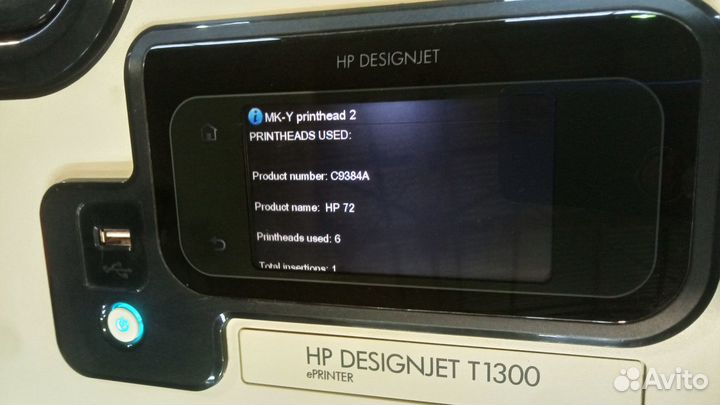 HP DESIGNJET
MK-Y printhead 2
PRINTHEADS USED:
Product number: C9384A
Product name: HP 72
Printheads used: 6
Total insertions: 1
HP DESIGNJET T1300
ePRINTER
Avito